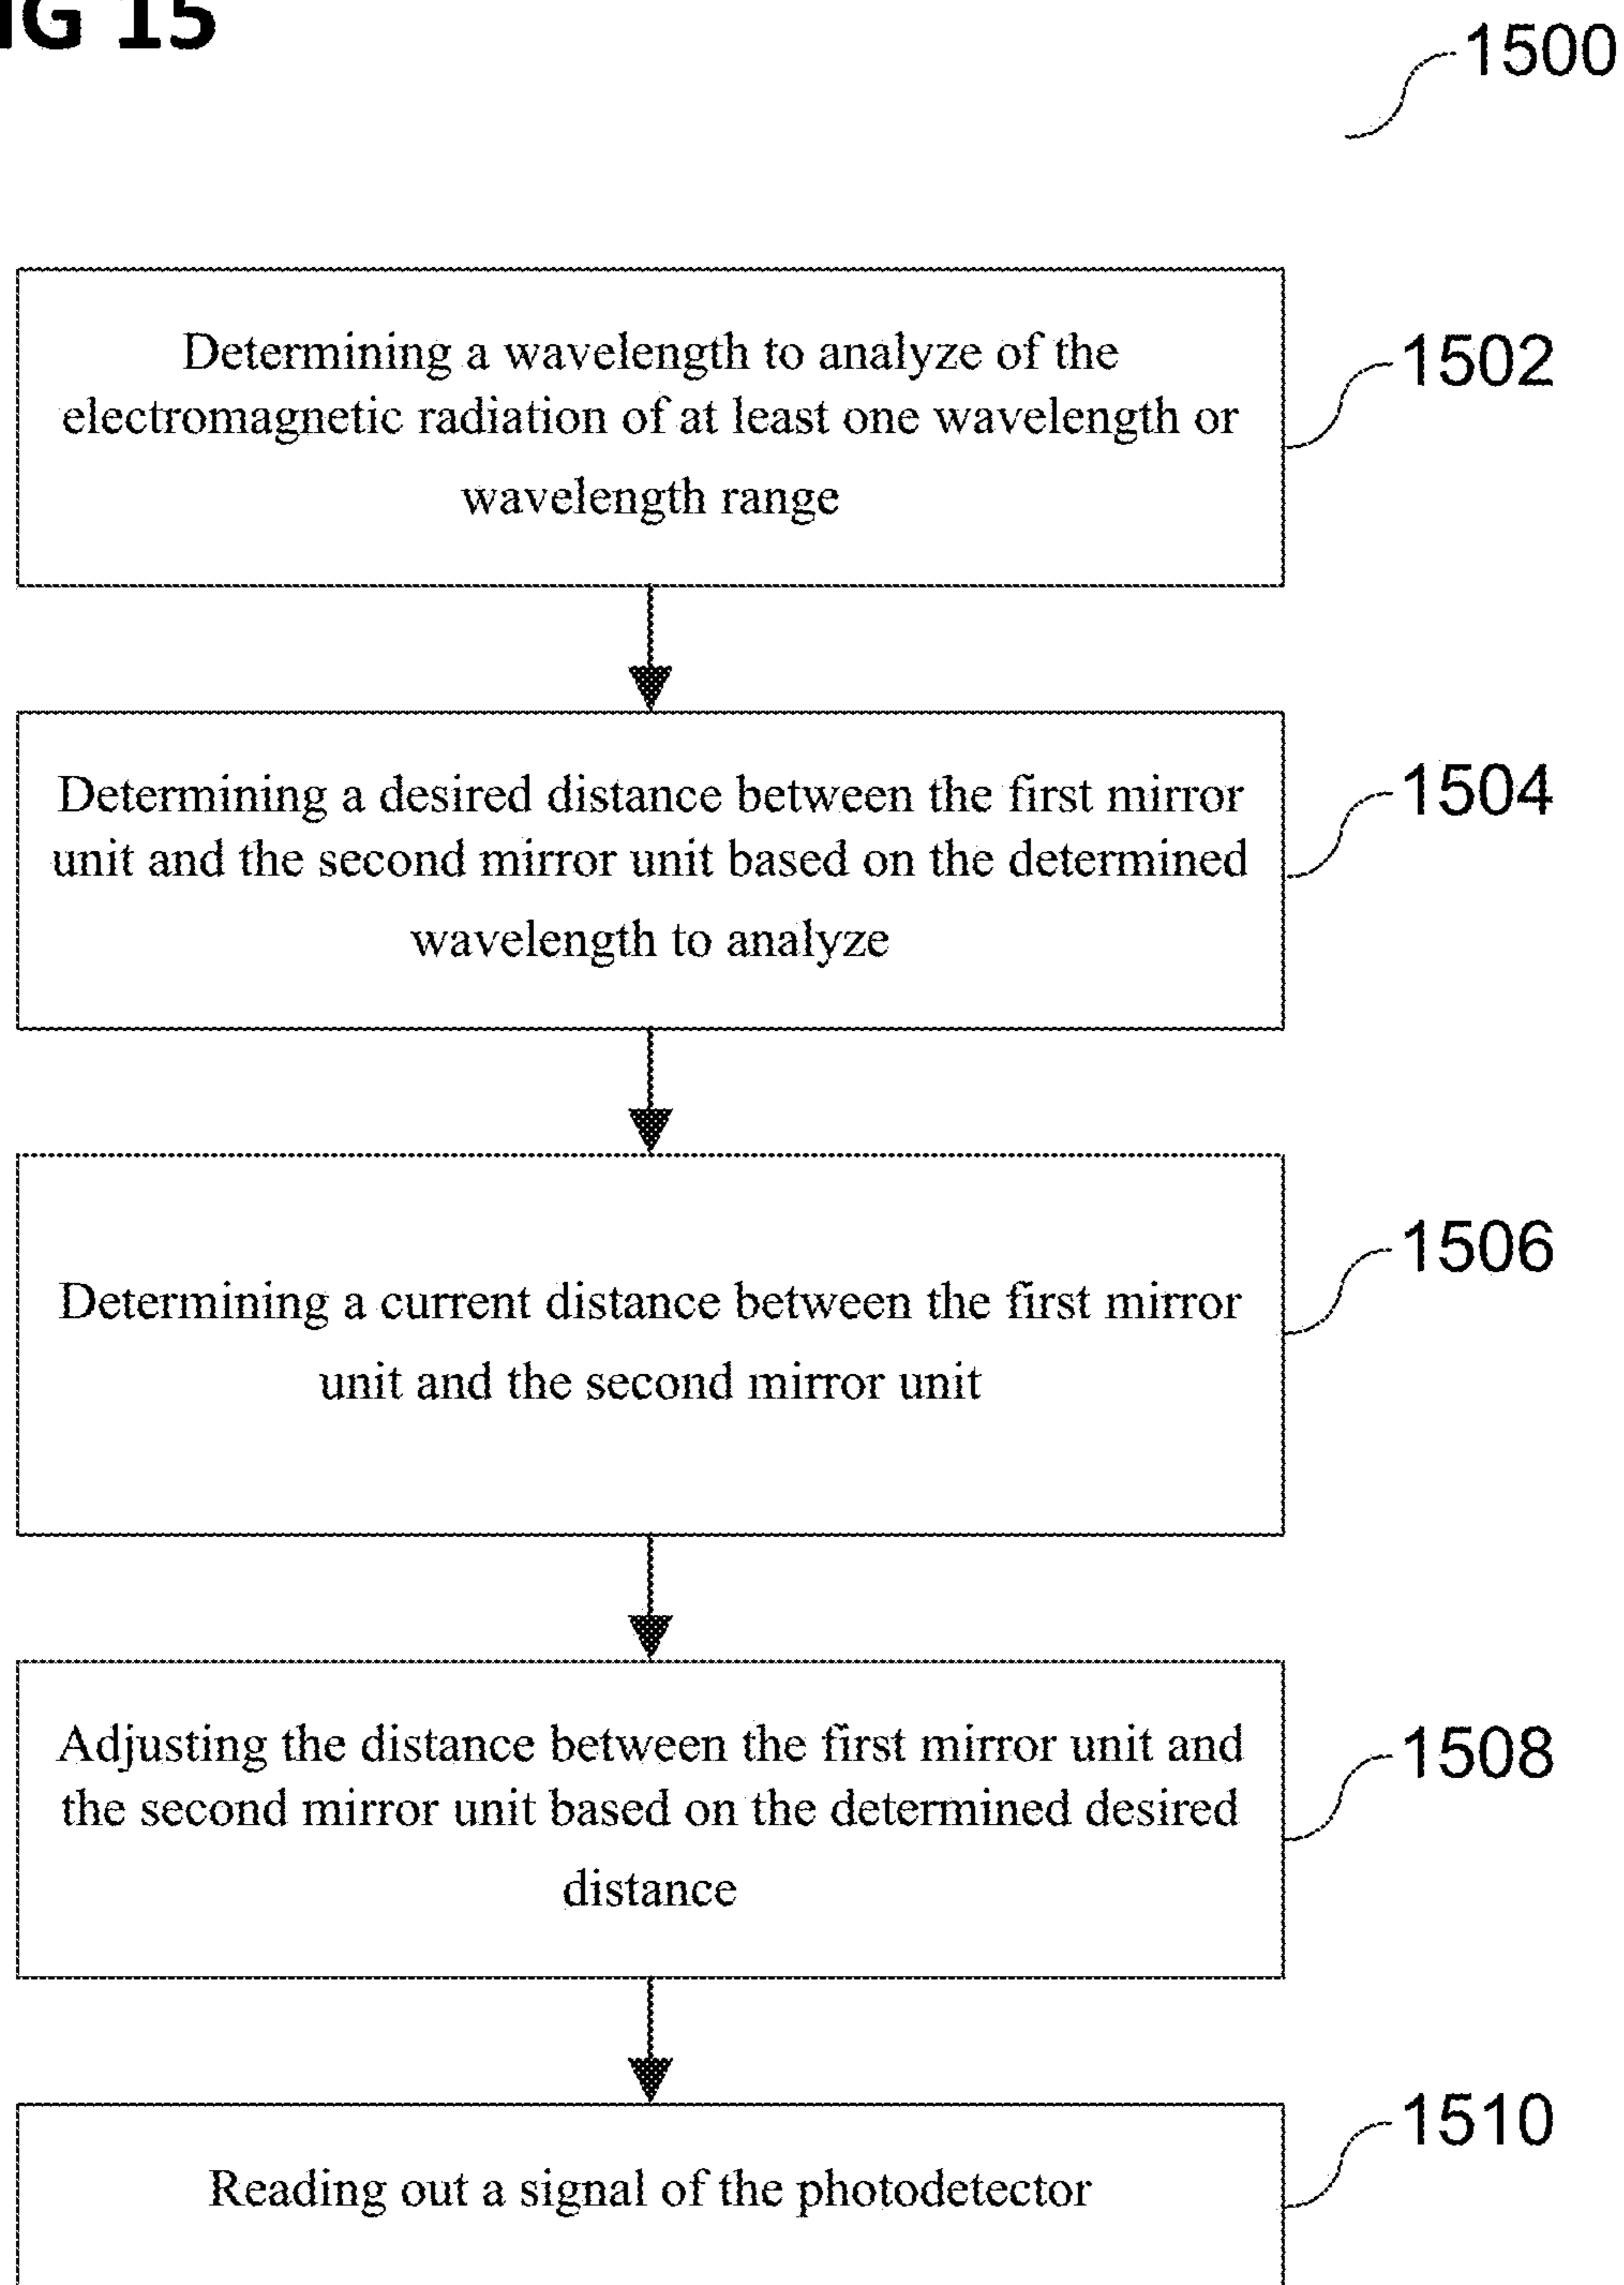 IG 15
1500
Determining a wavelength to analyze of the
electromagnetic radiation of at least one wavelength or
wavelength range
1502
Determining a desired distance between the first mirror
unit and the second mirror unit based on the determined
wavelength to analyze
1504
Determining a current distance between the first mirror
unit and the second mirror unit
1506
Adjusting the distance between the first mirror unit and
the second mirror unit based on the determined desired
distance
1508
Reading out a signal of the photodetector
1510